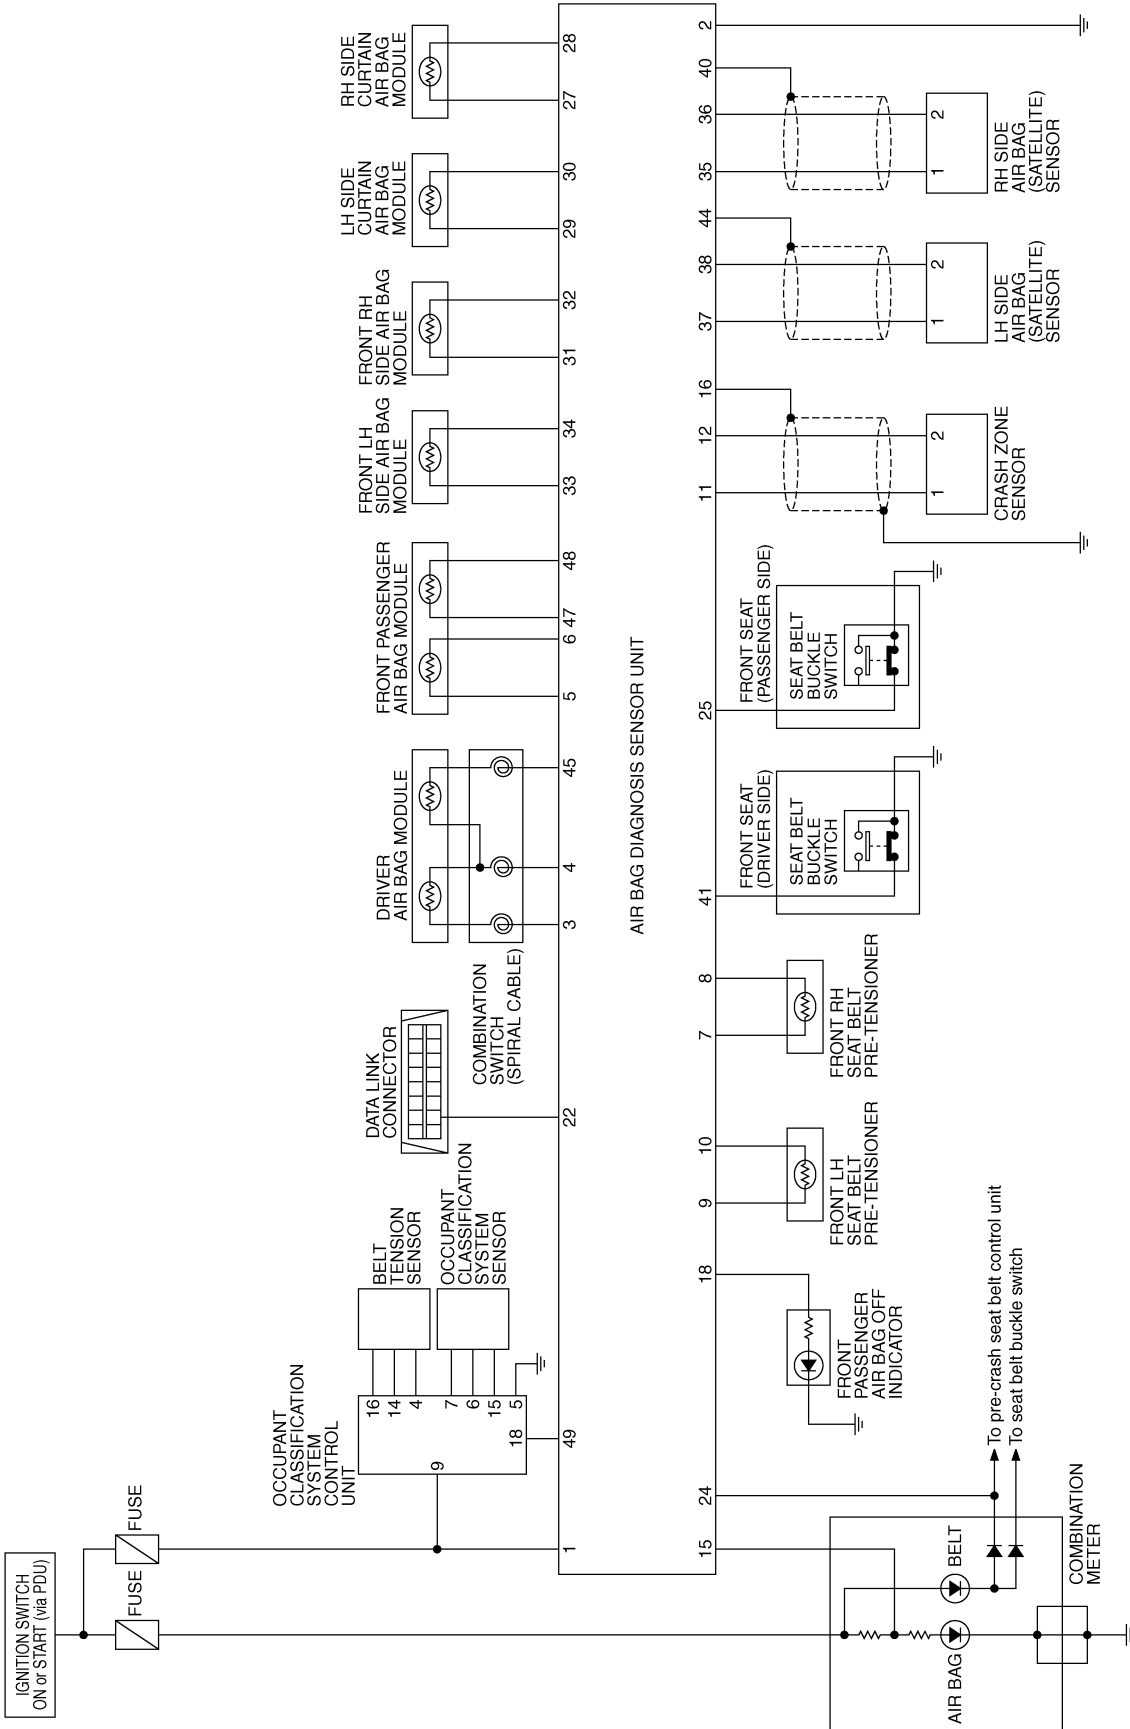 IGNITION SWITCH
ON or START (via PDU)
FUSE
FUSE
OCCUPANT
CLASSIFICATION
SYSTEM
CONTROL
UNIT
9
18
16
14
4
7
6
15
5
BELT
TENSION
SENSOR
OCCUPANT
CLASSIFICATION
SYSTEM
SENSOR
DATA LINK
CONNECTOR
COMBINATION
SWITCH
(SPIRAL CABLE)
DRIVER
AIR BAG MODULE
FRONT PASSENGER
AIR BAG MODULE
FRONT LH
SIDE AIR BAG
MODULE
FRONT RH
SIDE AIR BAG
MODULE
LH SIDE
CURTAIN
AIR BAG
MODULE
RH SIDE
CURTAIN
AIR BAG
MODULE
1
49
22
3
4
45
5
6
47
48
33
34
31
32
29
30
27
28
AIR BAG DIAGNOSIS SENSOR UNIT
15
24
18
9
10
7
8
41
25
11
12
16
37
38
44
35
36
40
2
AIR BAG
BELT
COMBINATION
METER
To pre-crash seat belt control unit
To seat belt buckle switch
FRONT
PASSENGER
AIR BAG OFF
INDICATOR
FRONT LH
SEAT BELT
PRE-TENSIONER
FRONT RH
SEAT BELT
PRE-TENSIONER
FRONT SEAT
(DRIVER SIDE)
SEAT BELT
BUCKLE
SWITCH
FRONT SEAT
(PASSENGER SIDE)
SEAT BELT
BUCKLE
SWITCH
1
2
CRASH ZONE
SENSOR
1
2
LH SIDE
AIR BAG
(SATELLITE)
SENSOR
1
2
RH SIDE
AIR BAG
(SATELLITE)
SENSOR